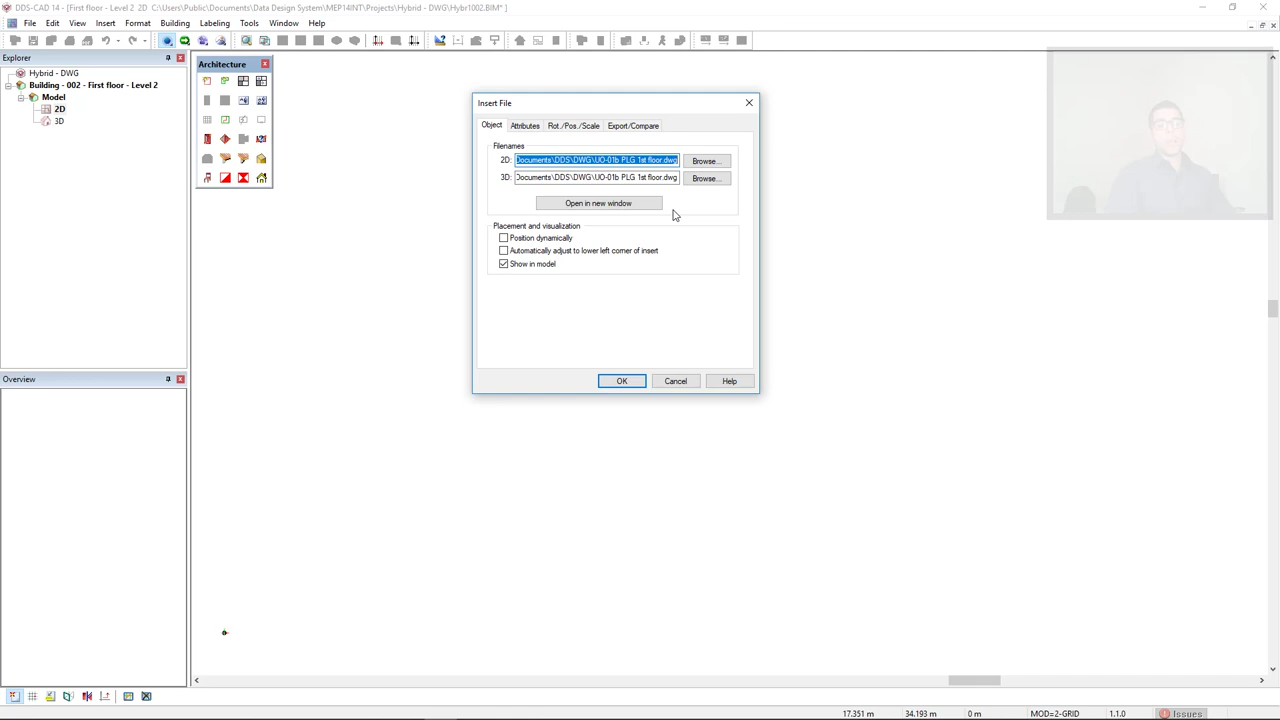 DDS-CAD 14 - [First floor - Level 2  2D  C:\Users\Public\Documents\Data Design System\MEP14INT\Projects\Hybrid - DWG\Hybr1002.BIM*]
File Edit View Insert Format Building Labeling Tools Window Help
Explorer
Hybrid - DWG
Building - 002 - First floor - Level 2
Model
2D
3D
Architecture
Insert File
Object Attributes Rot./Pos./Scale Export/Compare
Filenames
2D: Documents\DDS\DWG\UO-01b PLG 1st floor.dwg Browse...
3D: Documents\DDS\DWG\UO-01b PLG 1st floor.dwg Browse...
Open in new window
Placement and visualization
Position dynamically
Automatically adjust to lower left corner of insert
Show in model
OK Cancel Help
Overview
17.351 m 34.193 m 0 m MOD=2-GRID 1.1.0 Issues